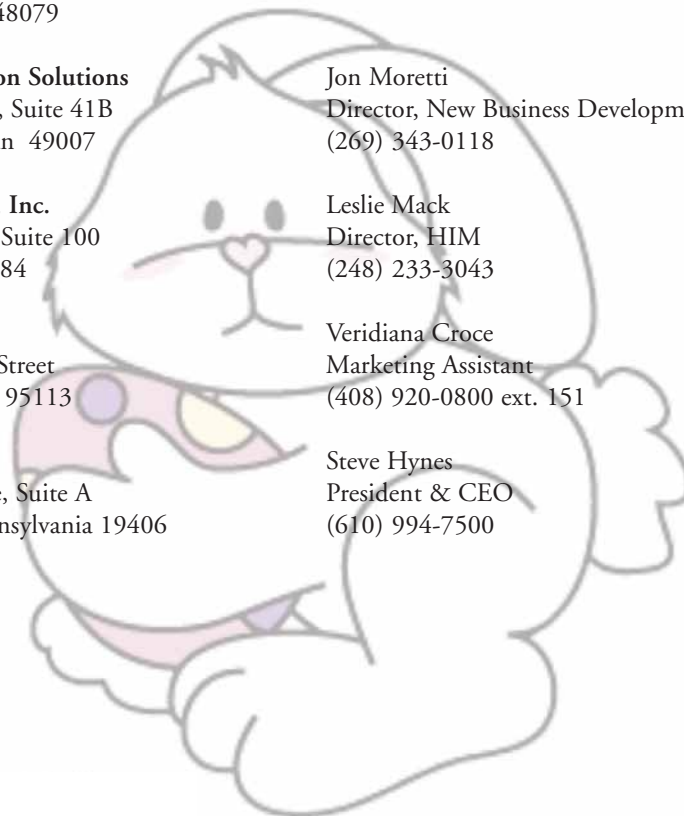 48079
on Solutions
, Suite 41B
n 49007
Jon Moretti
Director, New Business Developm
(269) 343-0118
Inc.
Suite 100
84
Leslie Mack
Director, HIM
(248) 233-3043
Street
95113
Veridiana Croce
Marketing Assistant
(408) 920-0800 ext. 151
e, Suite A
nsylvania 19406
Steve Hynes
President & CEO
(610) 994-7500